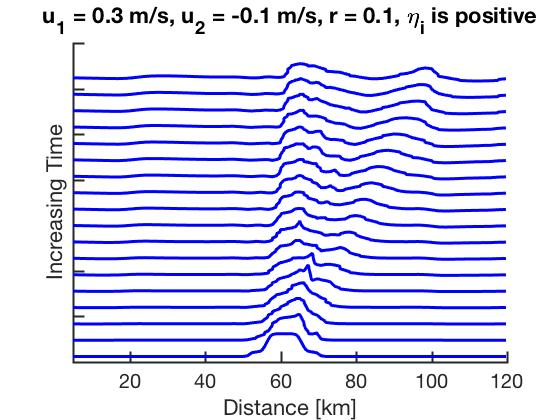 u₁ = 0.3 m/s, u₂ = -0.1 m/s, r = 0.1, ηᵢ is positive
Increasing Time
20 40 60 80 100 120
Distance [km]